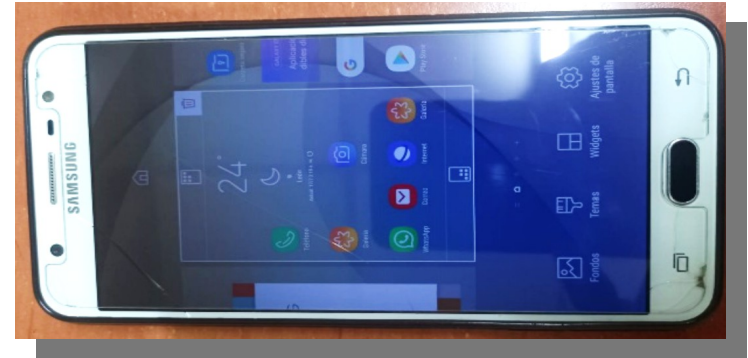 SAMSUNG
24°
Teléfono
Galería
Cámara
WhatsApp
Correo
Internet
Galería
Play Store
Fondos
Temas
Widgets
Ajustes de
pantalla